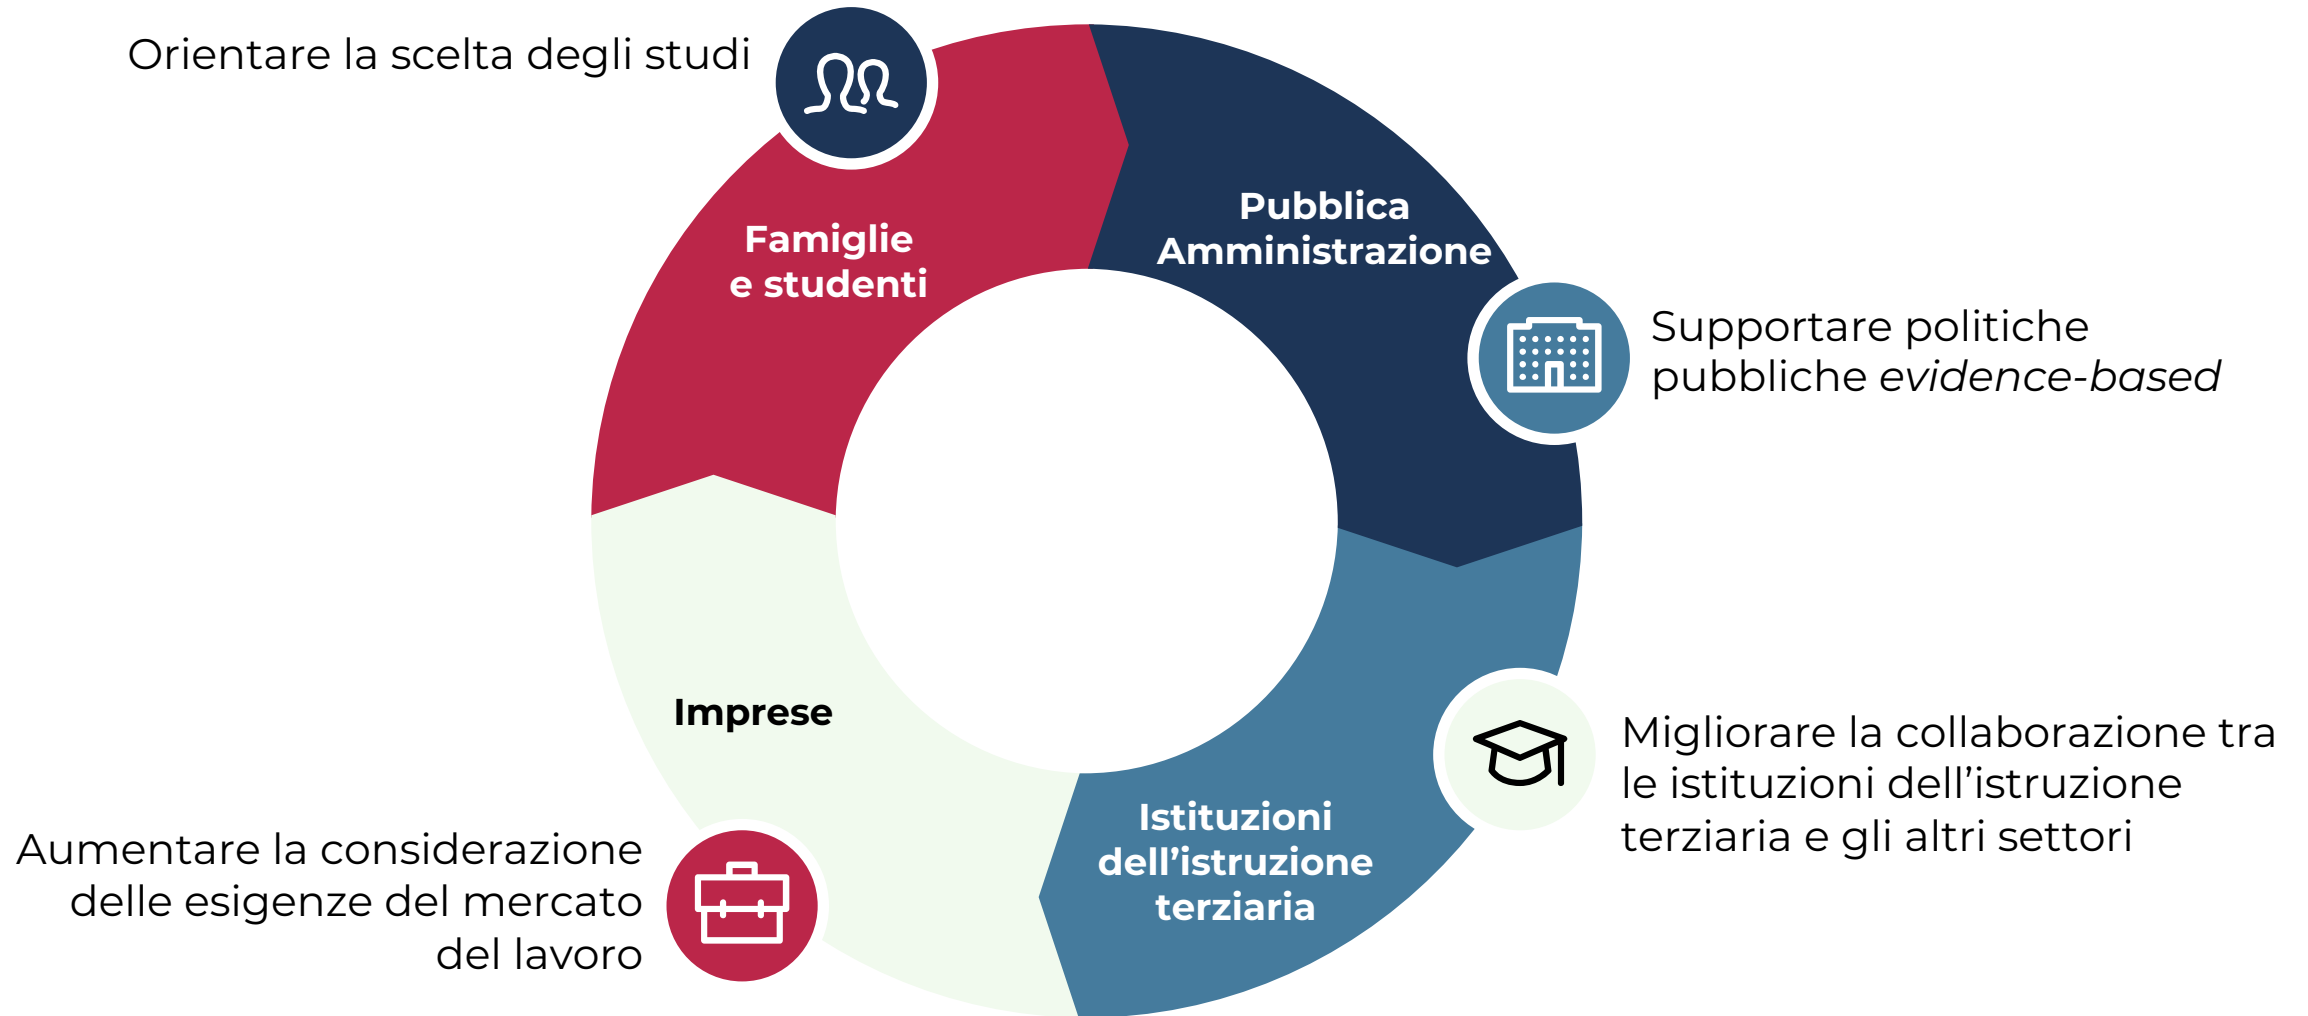 Orientare la scelta degli studi
Famiglie
e studenti
Pubblica
Amministrazione
Supportare politiche
pubbliche evidence-based
Imprese
Istituzioni
dell’istruzione
terziaria
Migliorare la collaborazione tra
le istituzioni dell’istruzione
terziaria e gli altri settori
Aumentare la considerazione
delle esigenze del mercato
del lavoro